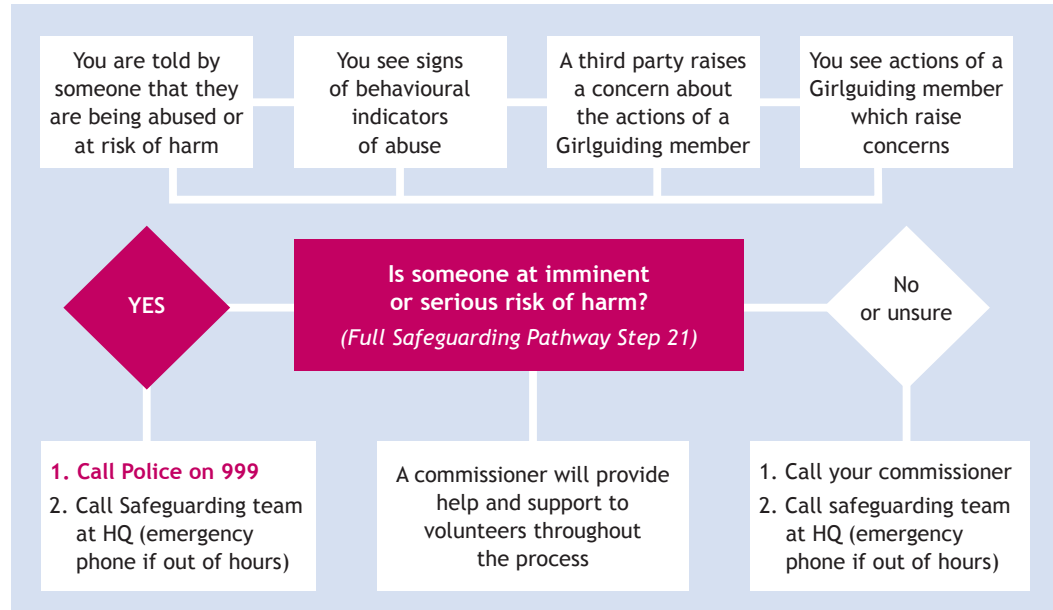 You are told by
someone that they
are being abused or
at risk of harm
You see signs
of behavioural
indicators
of abuse
A third party raises
a concern about
the actions of a
Girlguiding member
You see actions of a
Girlguiding member
which raise
concerns
YES
Is someone at imminent
or serious risk of harm?
(Full Safeguarding Pathway Step 21)
No
or unsure
1. Call Police on 999
2. Call Safeguarding team
at HQ (emergency
phone if out of hours)
A commissioner will provide
help and support to
volunteers throughout
the process
1. Call your commissioner
2. Call safeguarding team
at HQ (emergency
phone if out of hours)